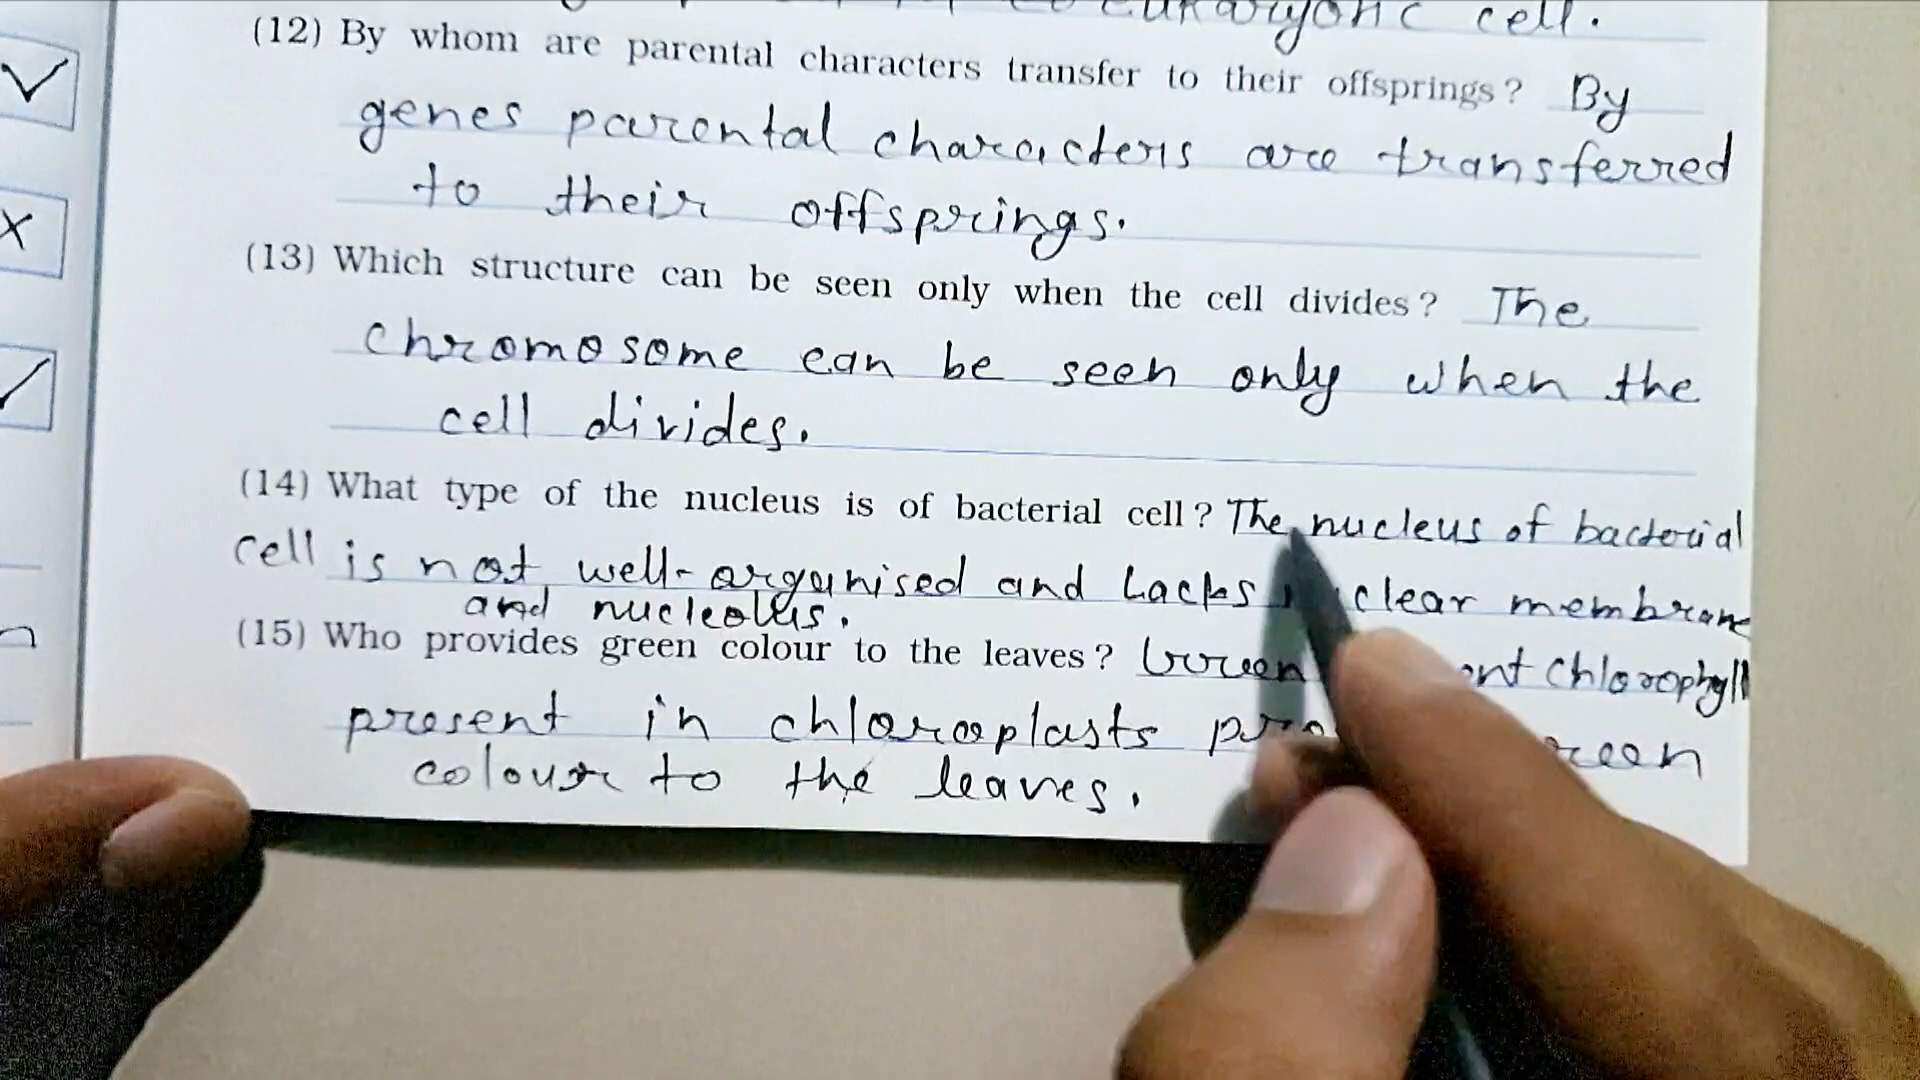 eukaryotic cell.
(12) By whom are parental characters transfer to their offsprings? By
genes parental characters are transferred
to their offsprings.
(13) Which structure can be seen only when the cell divides? The
chromosome can be seen only when the
cell divides.
(14) What type of the nucleus is of bacterial cell? The nucleus of bacterial
cell is not well-organised and Lacks clear membrane
and nucleolus.
(15) Who provides green colour to the leaves? Green chlorophyll
present in chloroplasts
colour to the leaves.